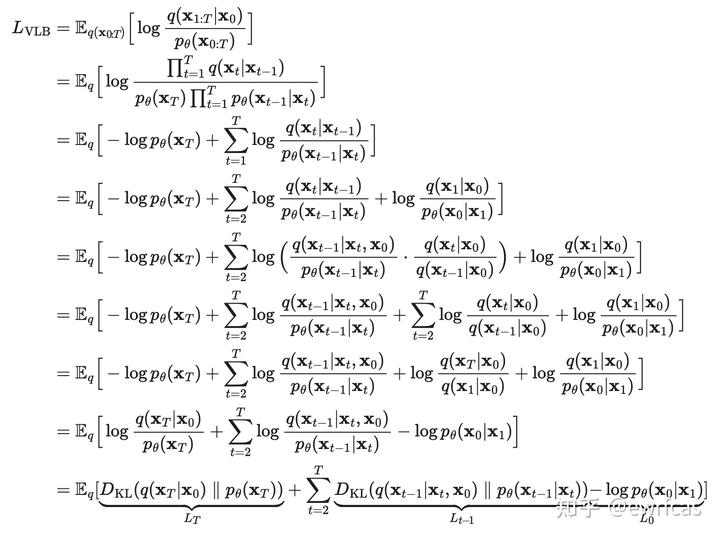 L_VLB = 𝔼_{q(x_{0:T})}[ log q(x_{1:T}|x_0) / p_θ(x_{0:T}) ]
= 𝔼_q[ log ∏_{t=1}^T q(x_t|x_{t−1}) / p_θ(x_T) ∏_{t=1}^T p_θ(x_{t−1}|x_t) ]
= 𝔼_q[ − log p_θ(x_T) + ∑_{t=1}^T log q(x_t|x_{t−1}) / p_θ(x_{t−1}|x_t) ]
= 𝔼_q[ − log p_θ(x_T) + ∑_{t=2}^T log q(x_t|x_{t−1}) / p_θ(x_{t−1}|x_t) + log q(x_1|x_0) / p_θ(x_0|x_1) ]
= 𝔼_q[ − log p_θ(x_T) + ∑_{t=2}^T log ( q(x_{t−1}|x_t, x_0) / p_θ(x_{t−1}|x_t) · q(x_t|x_0) / q(x_{t−1}|x_0) ) + log q(x_1|x_0) / p_θ(x_0|x_1) ]
= 𝔼_q[ − log p_θ(x_T) + ∑_{t=2}^T log q(x_{t−1}|x_t, x_0) / p_θ(x_{t−1}|x_t) + ∑_{t=2}^T log q(x_t|x_0) / q(x_{t−1}|x_0) + log q(x_1|x_0) / p_θ(x_0|x_1) ]
= 𝔼_q[ − log p_θ(x_T) + ∑_{t=2}^T log q(x_{t−1}|x_t, x_0) / p_θ(x_{t−1}|x_t) + log q(x_T|x_0) / q(x_1|x_0) + log q(x_1|x_0) / p_θ(x_0|x_1) ]
= 𝔼_q[ log q(x_T|x_0) / p_θ(x_T) + ∑_{t=2}^T log q(x_{t−1}|x_t, x_0) / p_θ(x_{t−1}|x_t) − log p_θ(x_0|x_1) ]
= 𝔼_q[ D_KL(q(x_T|x_0) ∥ p_θ(x_T)) + ∑_{t=2}^T D_KL(q(x_{t−1}|x_t, x_0) ∥ p_θ(x_{t−1}|x_t)) − log p_θ(x_0|x_1) ]
L_T L_{t−1} L_0
知乎 @ewrfcas